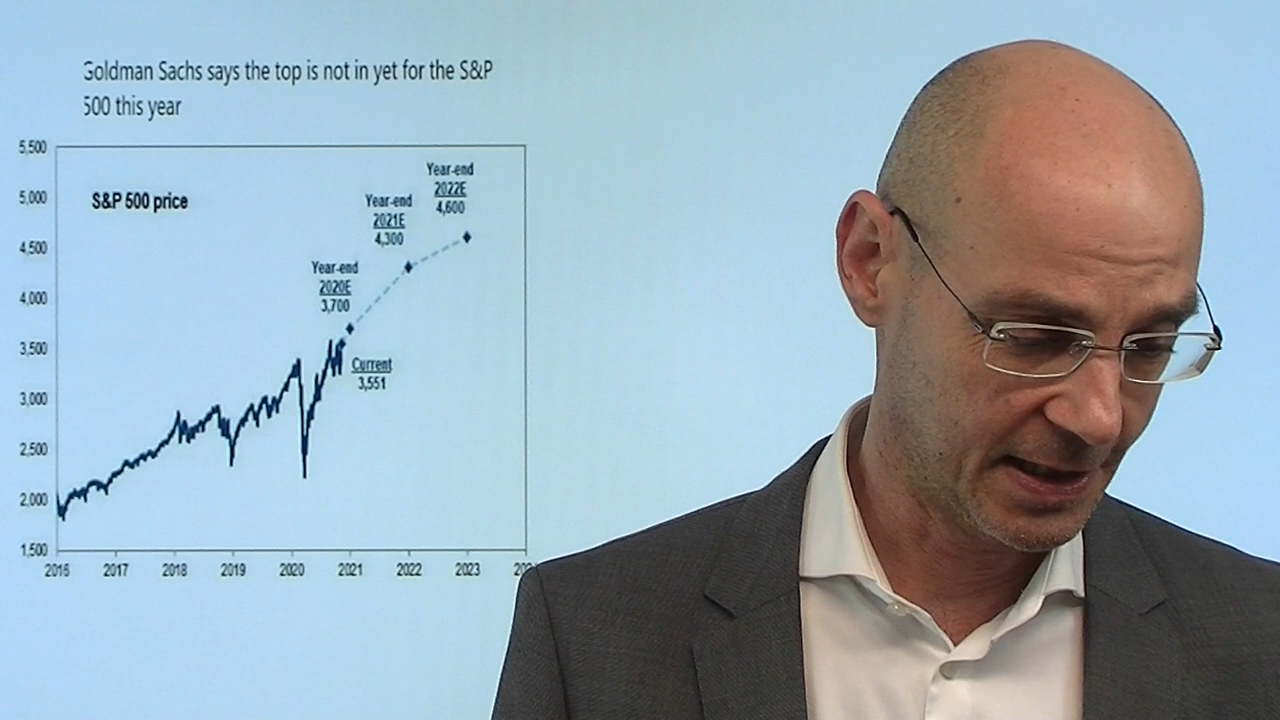 Goldman Sachs says the top is not in yet for the S&P
500 this year
5,500
5,000
4,500
4,000
3,500
3,000
2,500
2,000
1,500
S&P 500 price
Year-end
2022E
4,600
Year-end
2021E
4,300
Year-end
2020E
3,700
Current
3,551
2016 2017 2018 2019 2020 2021 2022 2023